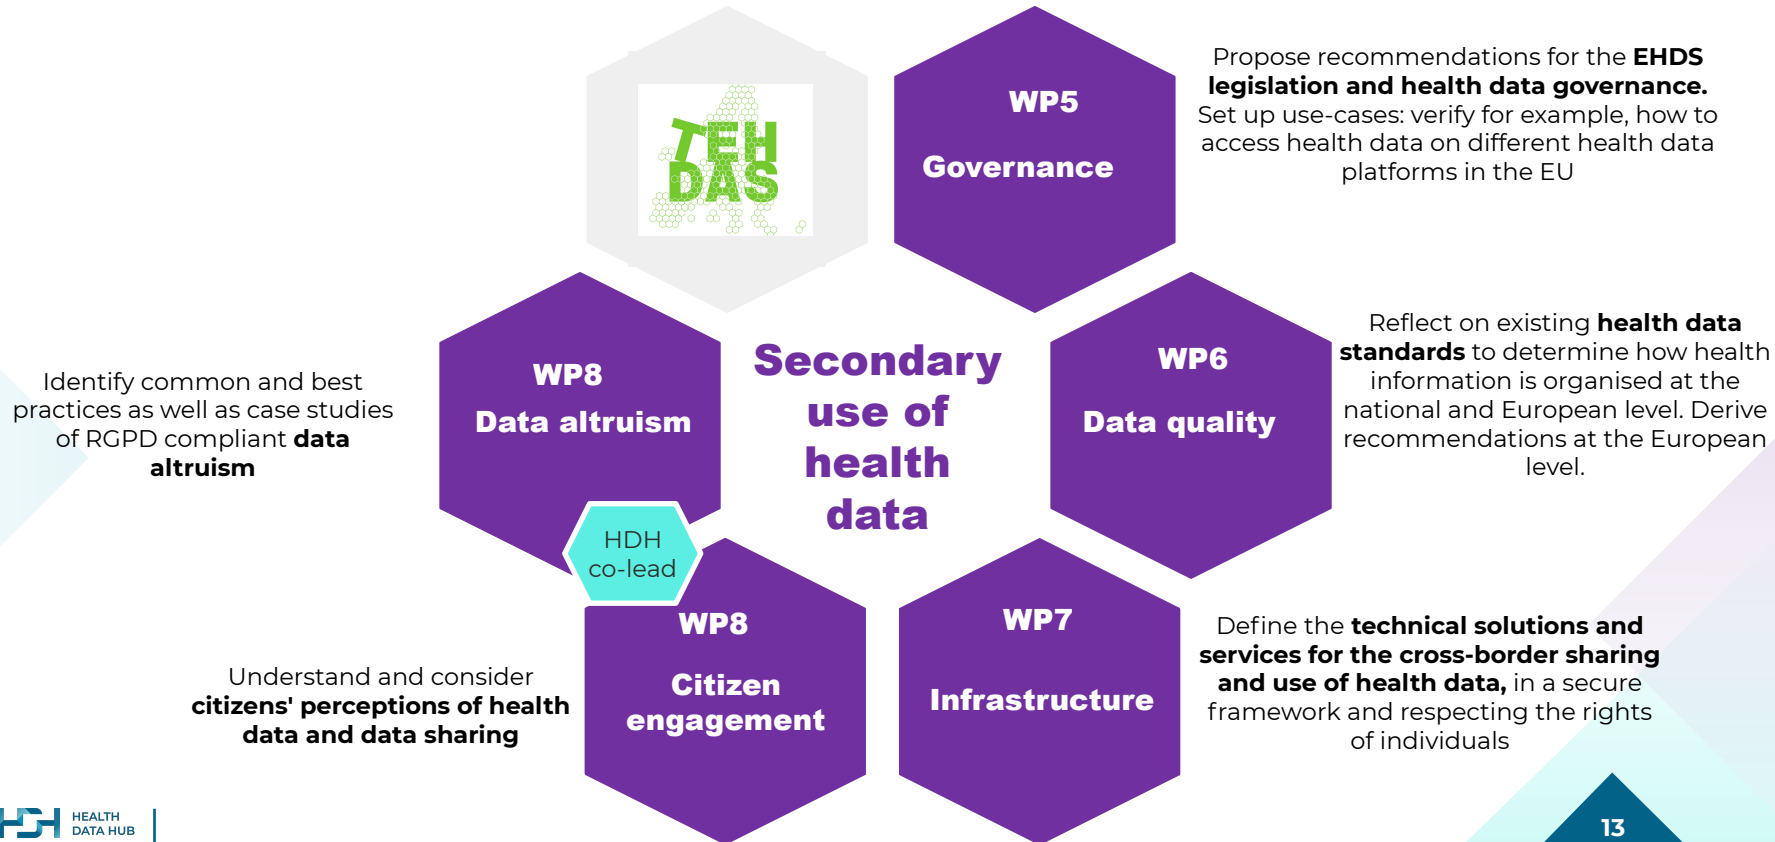 TEH
DAS
WP5
Governance
Propose recommendations for the EHDS
legislation and health data governance.
Set up use-cases: verify for example, how to
access health data on different health data
platforms in the EU
Secondary
use of
health
data
WP6
Data quality
Reflect on existing health data
standards to determine how health
information is organised at the
national and European level. Derive
recommendations at the European
level.
WP7
Infrastructure
Define the technical solutions and
services for the cross-border sharing
and use of health data, in a secure
framework and respecting the rights
of individuals
WP8
Citizen
engagement
Understand and consider
citizens' perceptions of health
data and data sharing
HDH
co-lead
WP8
Data altruism
Identify common and best
practices as well as case studies
of RGPD compliant data
altruism
HDH
HEALTH
DATA HUB
13